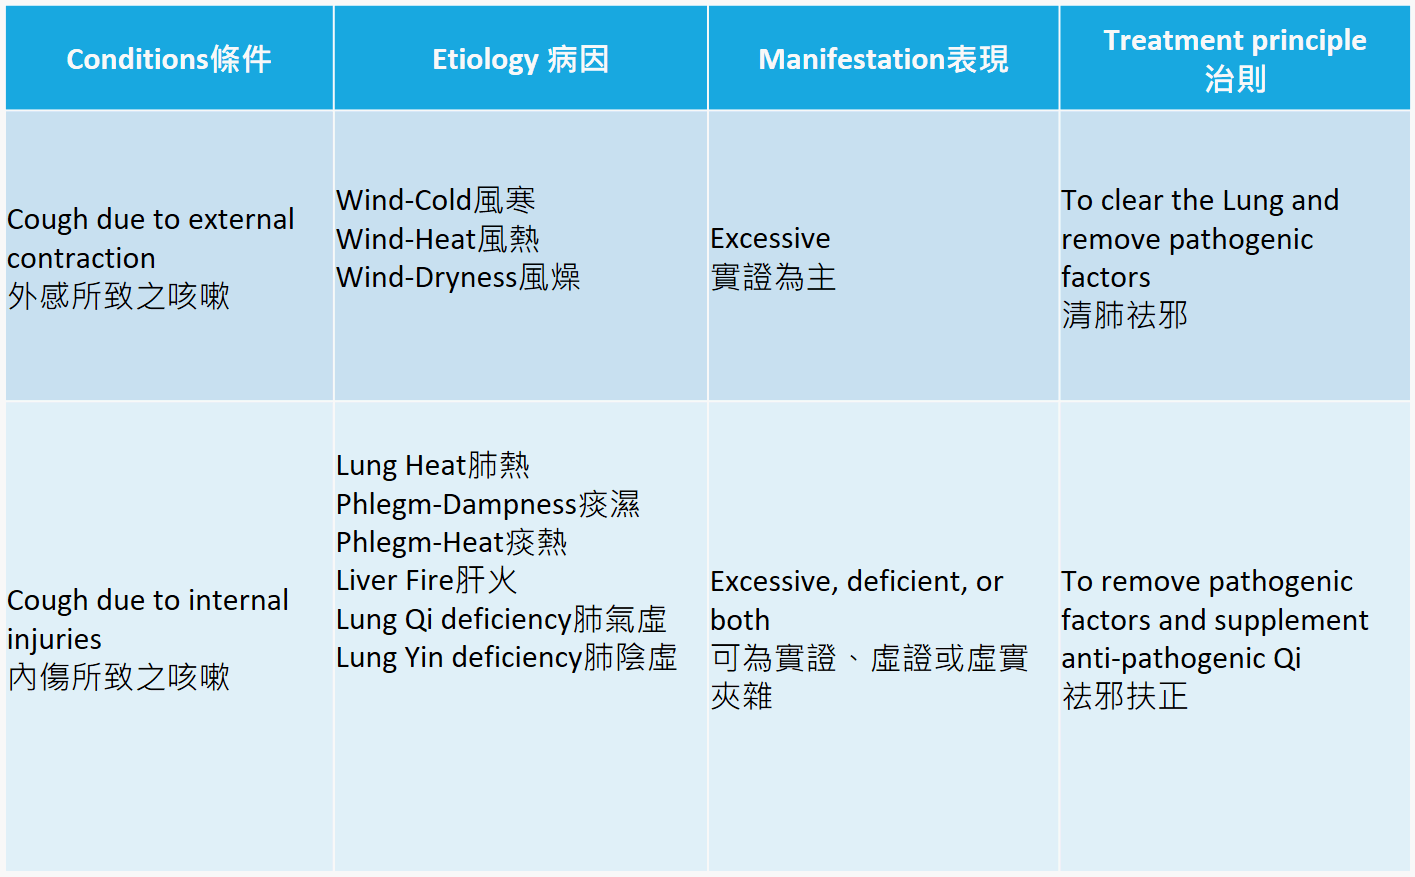 Conditions條件
Etiology 病因
Manifestation表現
Treatment principle
治則
Cough due to external
contraction
外感所致之咳嗽
Wind-Cold風寒
Wind-Heat風熱
Wind-Dryness風燥
Excessive
實證為主
To clear the Lung and
remove pathogenic
factors
清肺祛邪
Cough due to internal
injuries
內傷所致之咳嗽
Lung Heat肺熱
Phlegm-Dampness痰濕
Phlegm-Heat痰熱
Liver Fire肝火
Lung Qi deficiency肺氣虛
Lung Yin deficiency肺陰虛
Excessive, deficient, or
both
可為實證、虛證或虛實
夾雜
To remove pathogenic
factors and supplement
anti-pathogenic Qi
祛邪扶正